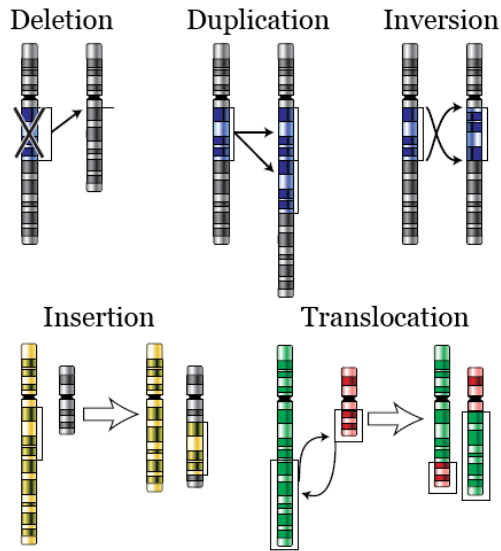 Deletion
Duplication
Inversion
Insertion
Translocation